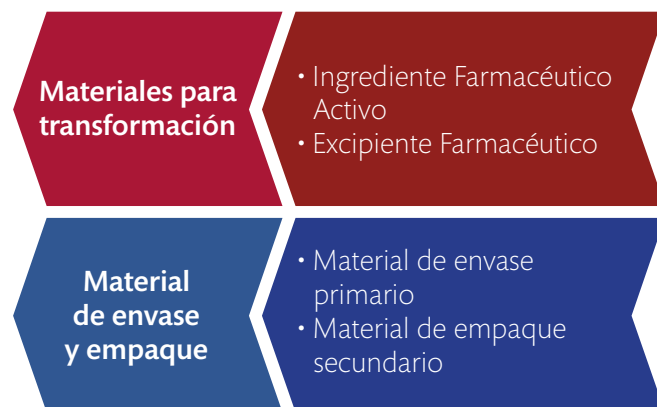 Materiales para
transformación
• Ingrediente Farmacéutico
Activo
• Excipiente Farmacéutico
Material
de envase
y empaque
• Material de envase
primario
• Material de empaque
secundario